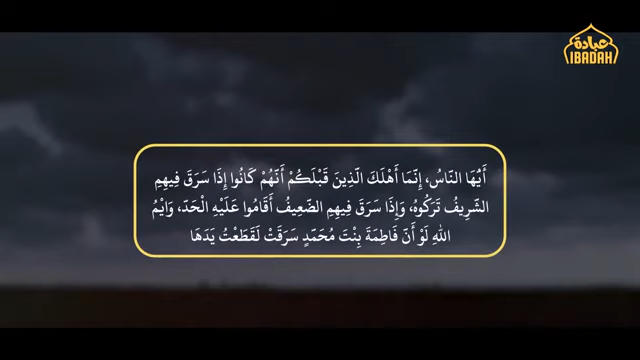 عبادة
IBADAH
أَيُّهَا النَّاسُ، إِنَّمَا أَهْلَكَ الَّذِينَ قَبْلَكُمْ أَنَّهُمْ كَانُوا إِذَا سَرَقَ فِيهِمِ
الشَّرِيفُ تَرَكُوهُ، وَإِذَا سَرَقَ فِيهِمِ الضَّعِيفُ أَقَامُوا عَلَيْهِ الْحَدَّ، وَايْمُ
اللهِ لَوْ أَنَّ فَاطِمَةَ بِنْتَ مُحَمَّدٍ سَرَقَتْ لَقَطَعْتُ يَدَهَا